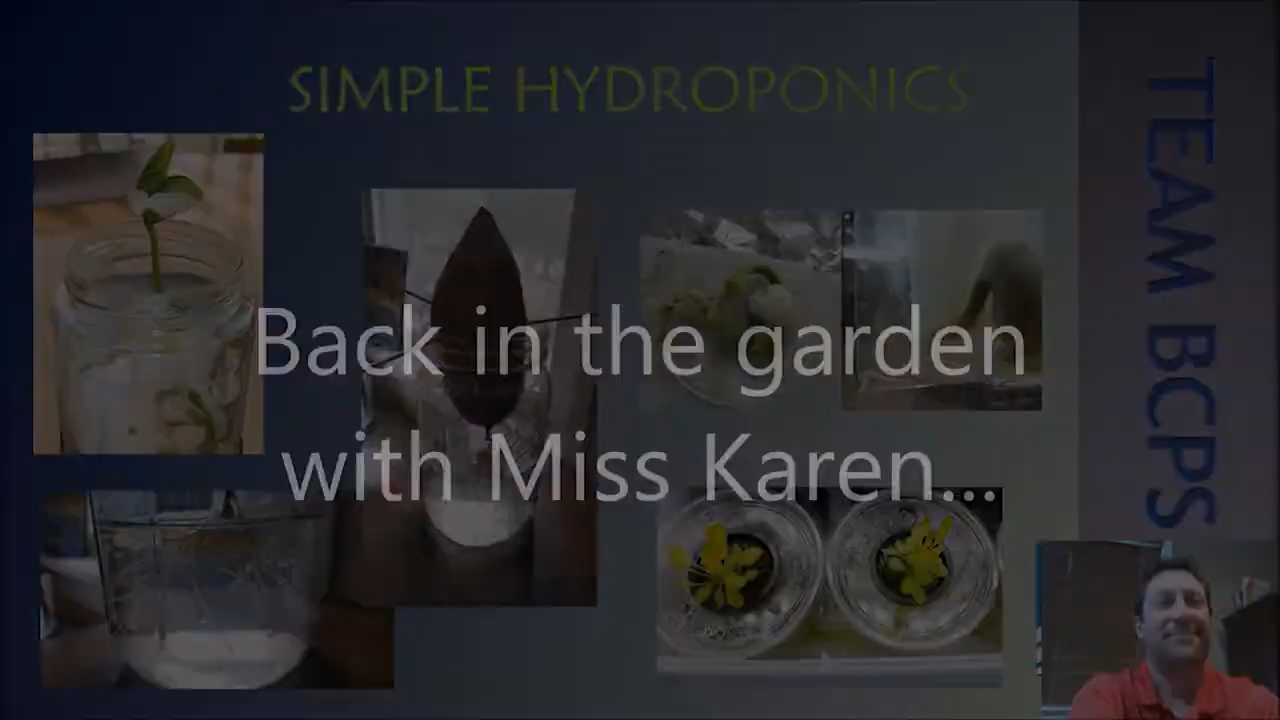 SIMPLE HYDROPONICS
TEAM BCPS
Back in the garden
with Miss Karen...